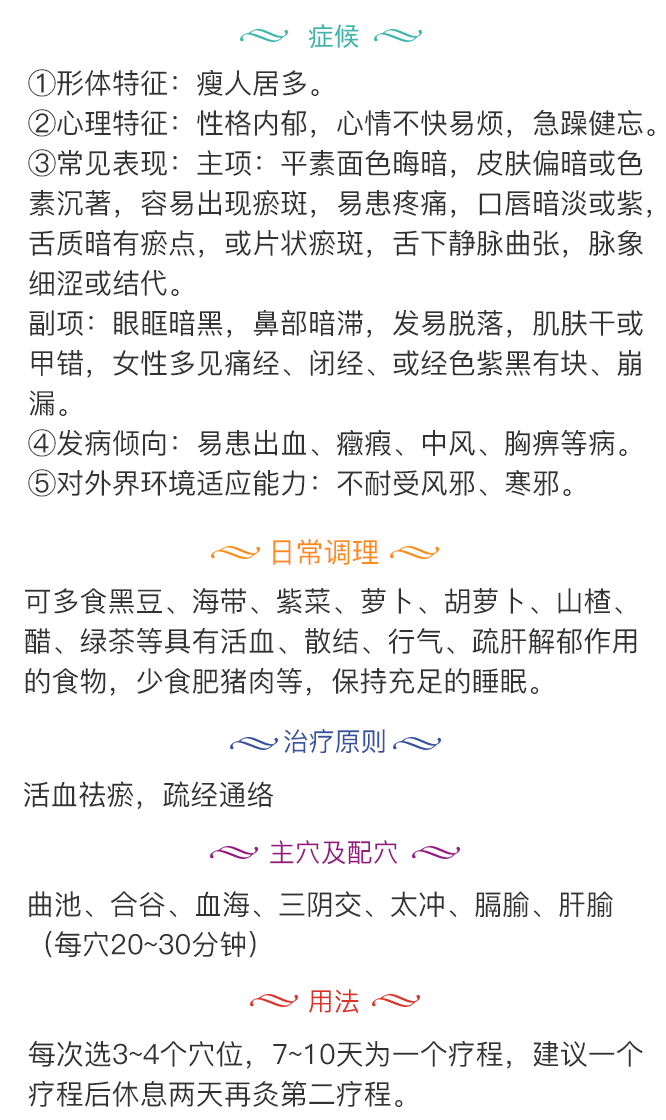 症候
①形体特征：瘦人居多。
②心理特征：性格内郁，心情不快易烦，急躁健忘。
③常见表现：主项：平素面色晦暗，皮肤偏暗或色
素沉著，容易出现瘀斑，易患疼痛，口唇暗淡或紫，
舌质暗有瘀点，或片状瘀斑，舌下静脉曲张，脉象
细涩或结代。
副项：眼眶暗黑，鼻部暗滞，发易脱落，肌肤干或
甲错，女性多见痛经、闭经、或经色紫黑有块、崩
漏。
④发病倾向：易患出血、癥瘕、中风、胸痹等病。
⑤对外界环境适应能力：不耐受风邪、寒邪。
日常调理
可多食黑豆、海带、紫菜、萝卜、胡萝卜、山楂、
醋、绿茶等具有活血、散结、行气、疏肝解郁作用
的食物，少食肥猪肉等，保持充足的睡眠。
治疗原则
活血祛瘀，疏经通络
主穴及配穴
曲池、合谷、血海、三阴交、太冲、膈腧、肝腧
（每穴20~30分钟）
用法
每次选3~4个穴位，7~10天为一个疗程，建议一个
疗程后休息两天再灸第二疗程。